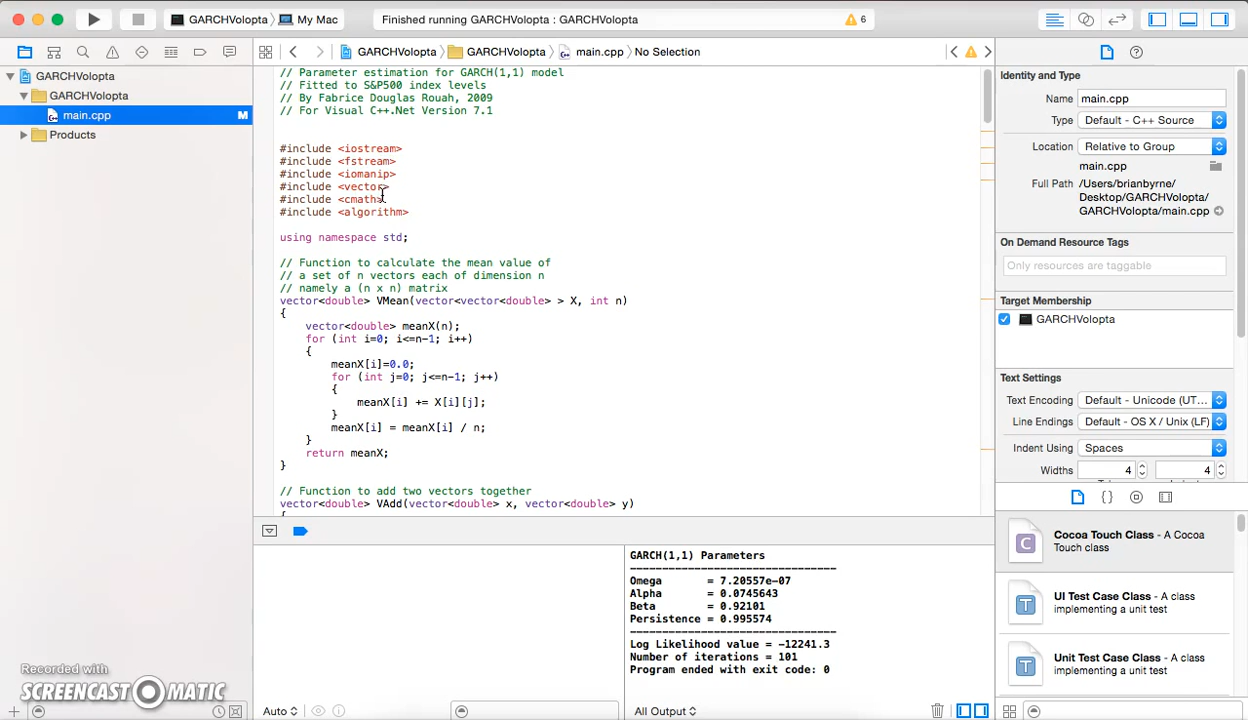 GARCHVolopta
My Mac
Finished running GARCHVolopta : GARCHVolopta
6
GARCHVolopta
GARCHVolopta
main.cpp
No Selection
GARCHVolopta
GARCHVolopta
main.cpp
M
Products
// Parameter estimation for GARCH(1,1) model
// Fitted to S&P500 index levels
// By Fabrice Douglas Rouah, 2009
// For Visual C++.Net Version 7.1
#include <iostream>
#include <fstream>
#include <iomanip>
#include <vector>
#include <cmath>
#include <algorithm>
using namespace std;
// Function to calculate the mean value of
// a set of n vectors each of dimension n
// namely a (n x n) matrix
vector<double> VMean(vector<vector<double> > X, int n)
{
vector<double> meanX(n);
for (int i=0; i<=n-1; i++)
{
meanX[i]=0.0;
for (int j=0; j<=n-1; j++)
{
meanX[i] += X[i][j];
}
meanX[i] = meanX[i] / n;
}
return meanX;
}
// Function to add two vectors together
vector<double> VAdd(vector<double> x, vector<double> y)
GARCH(1,1) Parameters
--------------------------------
Omega = 7.20557e-07
Alpha = 0.0745643
Beta = 0.92101
Persistence = 0.995574
--------------------------------
Log Likelihood value = -12241.3
Number of iterations = 101
Program ended with exit code: 0
Auto
All Output
Identity and Type
Name main.cpp
Type Default - C++ Source
Location Relative to Group
main.cpp
Full Path /Users/brianbyrne/
Desktop/GARCHVolopta/
GARCHVolopta/main.cpp
On Demand Resource Tags
Only resources are taggable
Target Membership
GARCHVolopta
Text Settings
Text Encoding Default - Unicode (UT...
Line Endings Default - OS X / Unix (LF)
Indent Using Spaces
Widths 4 4
{ }
C
Cocoa Touch Class - A Cocoa
Touch class
T
UI Test Case Class - A class
implementing a unit test
T
Unit Test Case Class - A class
implementing a unit test
Recorded with
SCREENCAST-O-MATIC